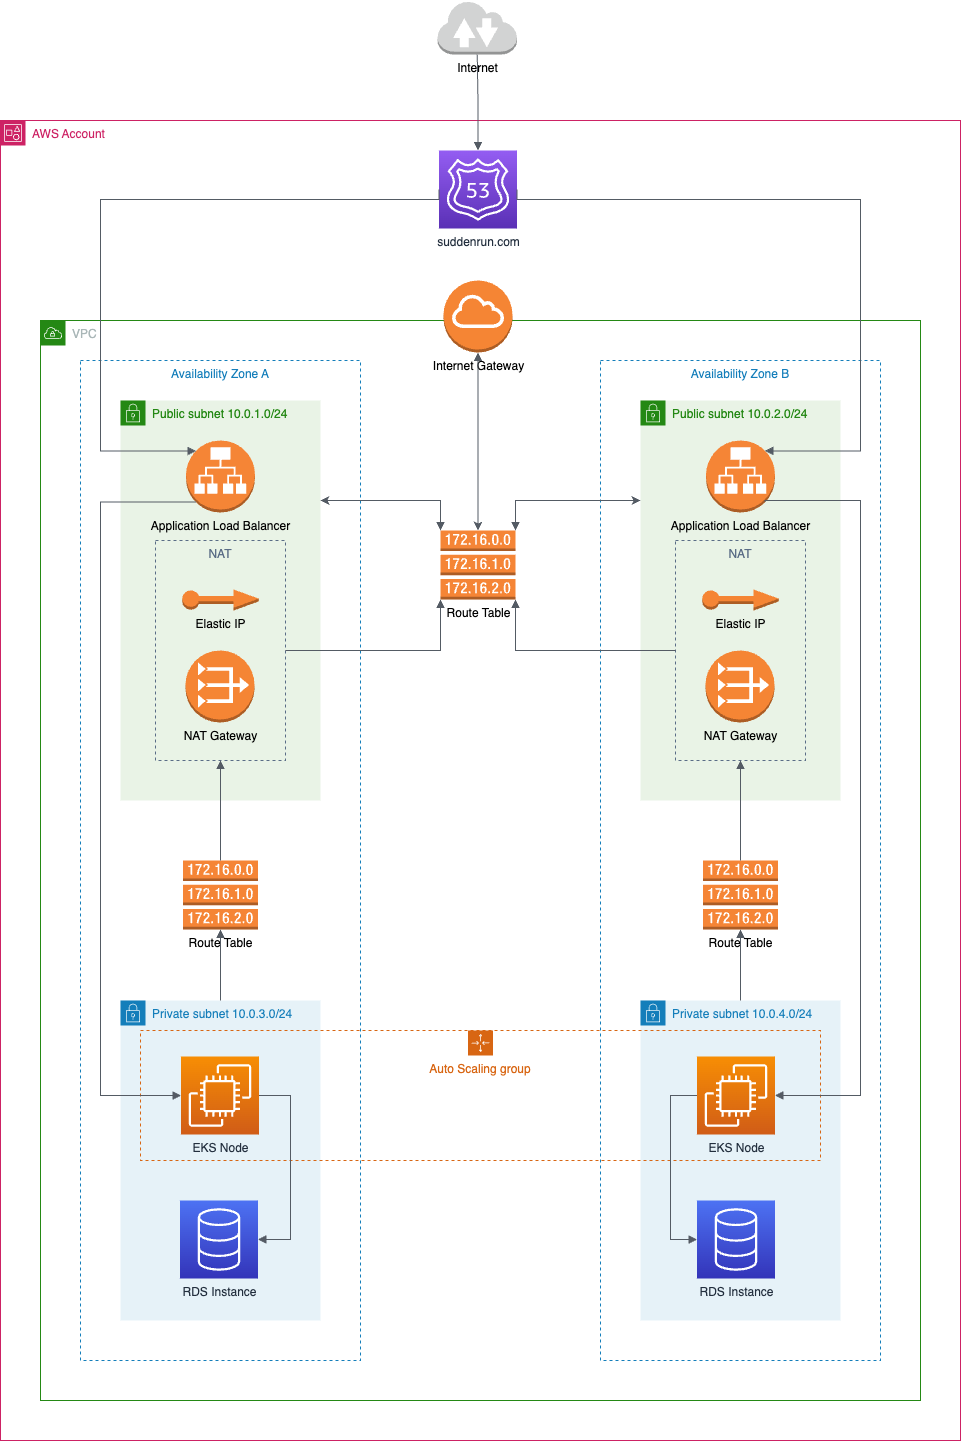 Internet
AWS Account
53
suddenrun.com
VPC
Internet Gateway
Availability Zone A
Availability Zone B
Public subnet 10.0.1.0/24
Public subnet 10.0.2.0/24
Application Load Balancer
Application Load Balancer
172.16.0.0
172.16.1.0
172.16.2.0
Route Table
NAT
NAT
Elastic IP
Elastic IP
NAT Gateway
NAT Gateway
172.16.0.0
172.16.1.0
172.16.2.0
Route Table
172.16.0.0
172.16.1.0
172.16.2.0
Route Table
Private subnet 10.0.3.0/24
Private subnet 10.0.4.0/24
Auto Scaling group
EKS Node
EKS Node
RDS Instance
RDS Instance